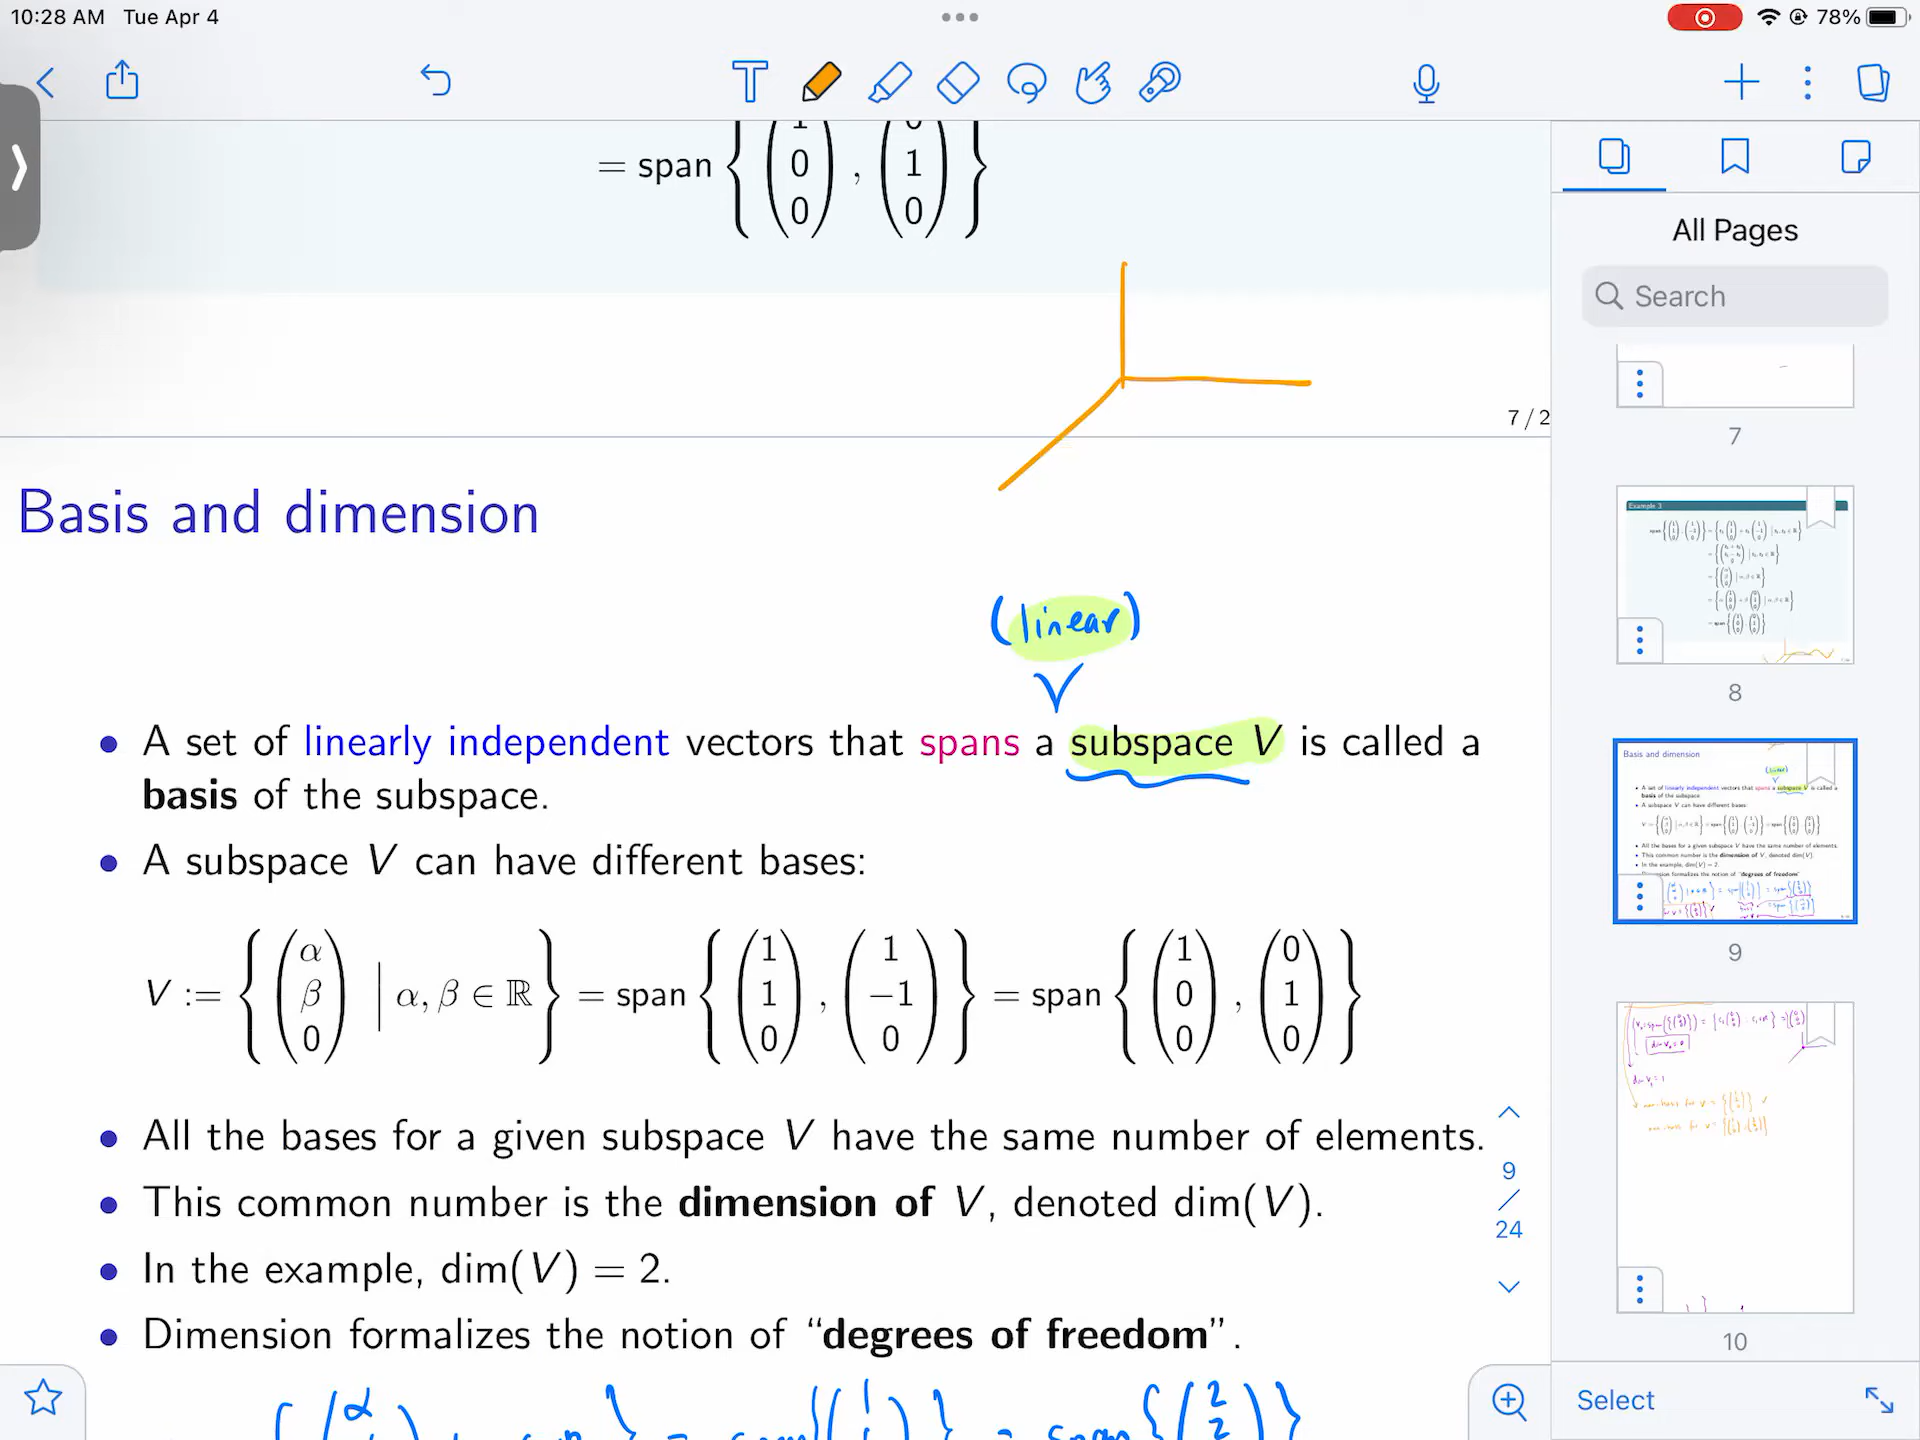 10:28 AM Tue Apr 4
78%
= span { ( 0 0 ) , ( 1 0 ) }
7 / 2
Basis and dimension
(linear)
• A set of linearly independent vectors that spans a subspace V is called a
basis of the subspace.
• A subspace V can have different bases:
V := { ( α β 0 ) | α, β ∈ ℝ } = span { ( 1 1 0 ) , ( 1 −1 0 ) } = span { ( 1 0 0 ) , ( 0 1 0 ) }
• All the bases for a given subspace V have the same number of elements.
• This common number is the dimension of V, denoted dim(V).
• In the example, dim(V) = 2.
• Dimension formalizes the notion of “degrees of freedom”.
9
/
24
All Pages
Search
7
Example 3
8
Basis and dimension
9
10
Select